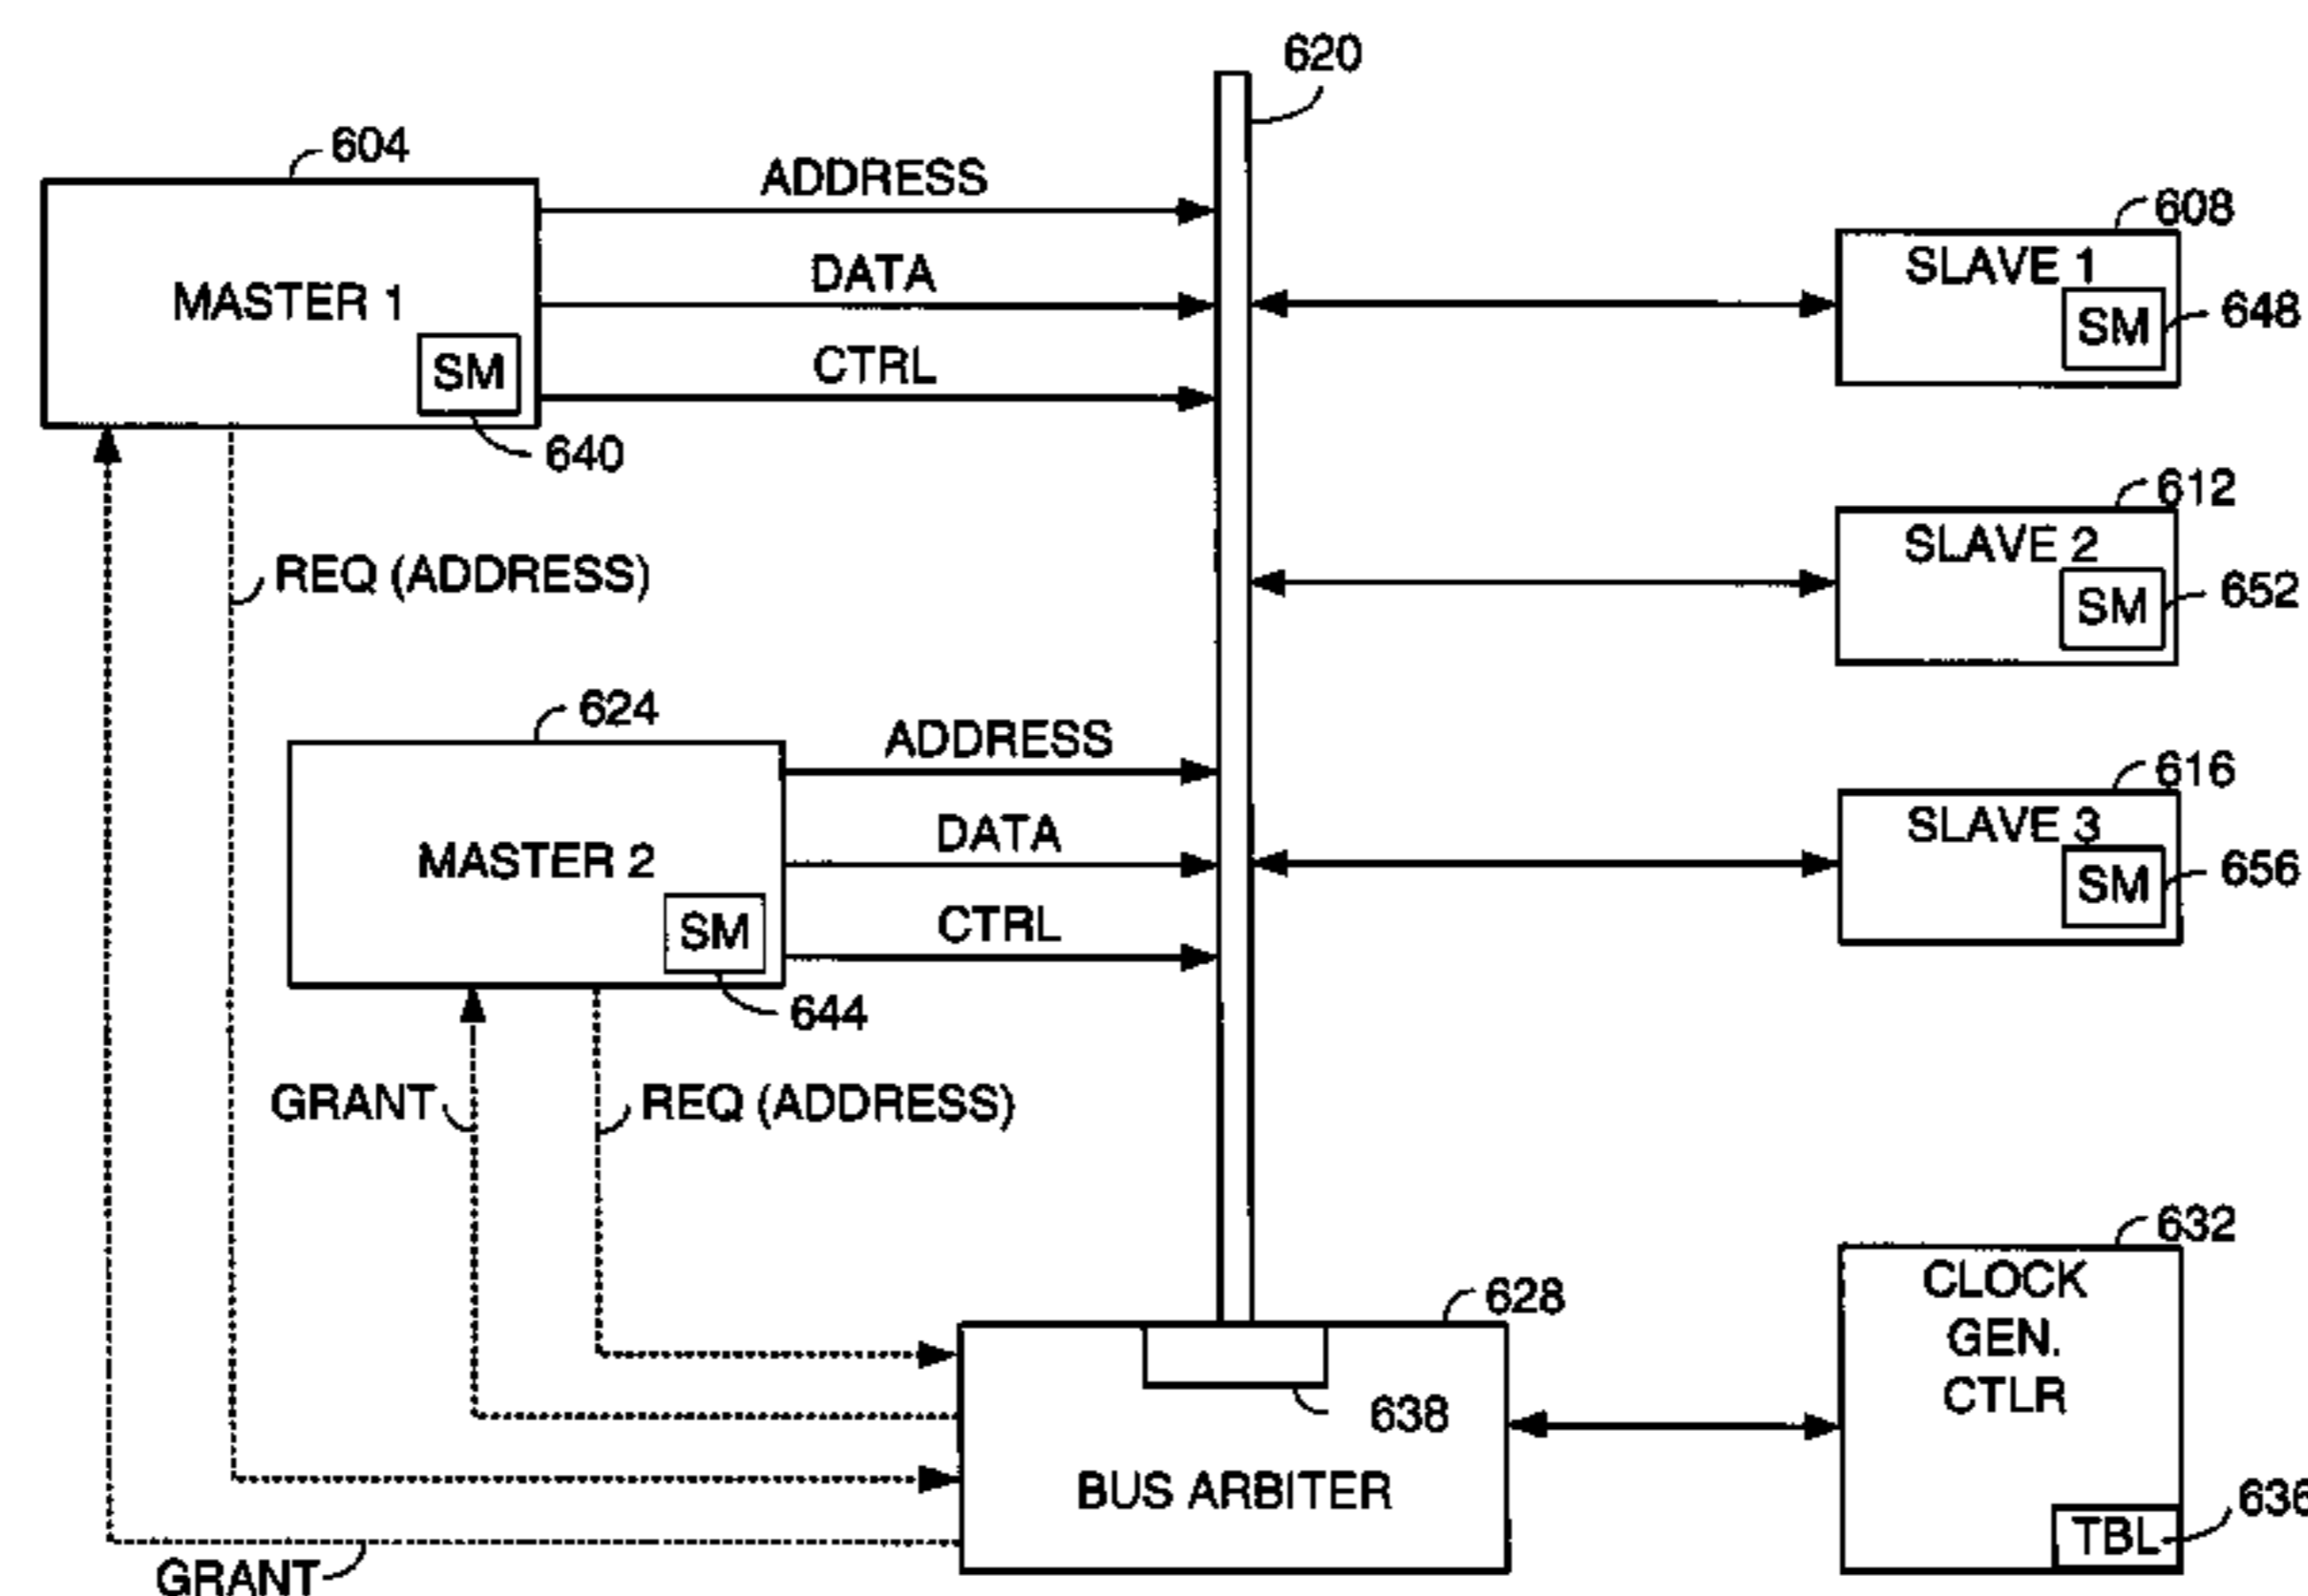 620
604
ADDRESS
608
SLAVE 1
DATA
MASTER 1
648
SM
CTRL
SM
640
612
SLAVE 2
REQ (ADDRESS)
652
SM
624
ADDRESS
616
SLAVE 3
DATA
MASTER 2
656
SM
CTRL
SM
644
GRANT
REQ (ADDRESS)
632
CLOCK
GEN.
CTLR
628
638
BUS ARBITER
636
TBL
GRANT